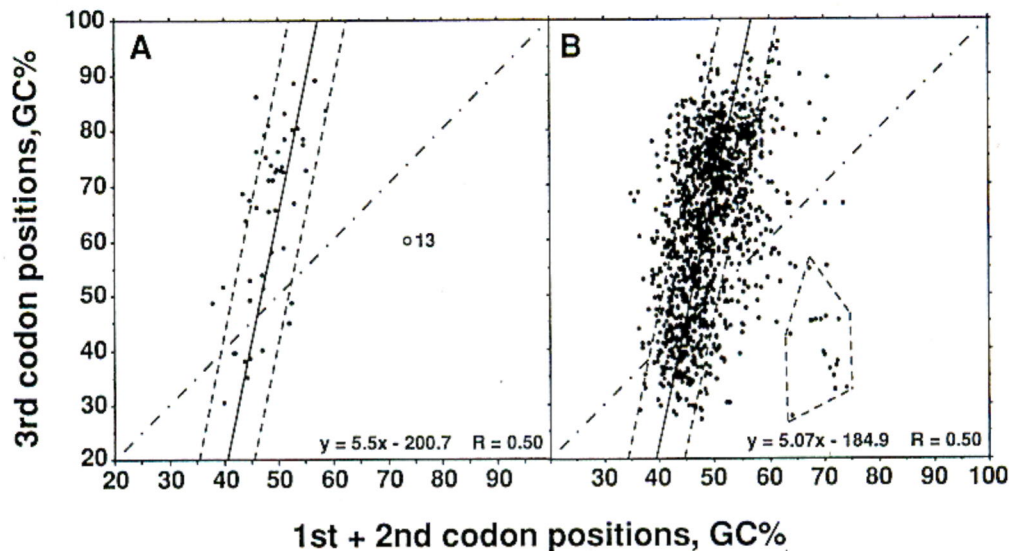 3rd codon positions,GC%
100
90
80
70
60
50
40
30
20
A
13
y = 5.5x - 200.7 R = 0.50
B
y = 5.07x - 184.9 R = 0.50
20 30 40 50 60 70 80 90
30 40 50 60 70 80 90 100
1st + 2nd codon positions, GC%